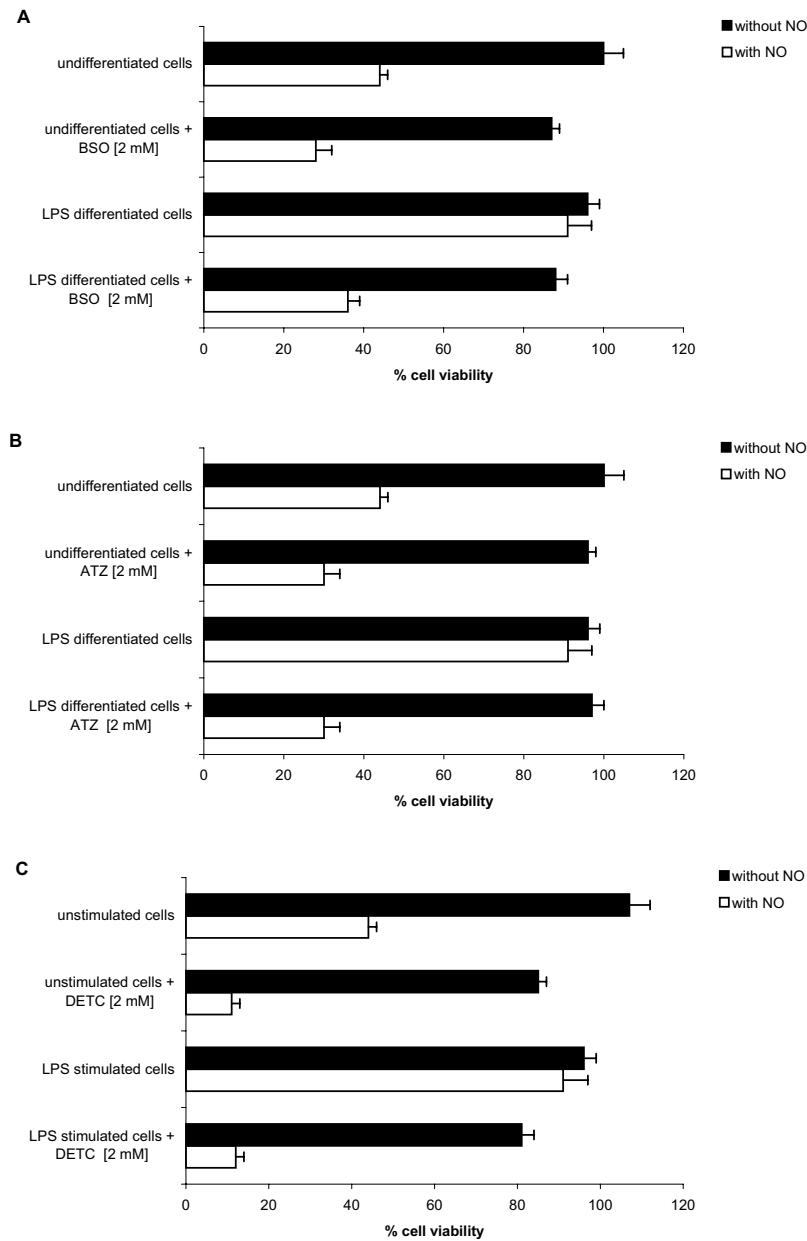 A
without NO
with NO
undifferentiated cells
undifferentiated cells +
BSO [2 mM]
LPS differentiated cells
LPS differentiated cells +
BSO [2 mM]
0 20 40 60 80 100 120
% cell viability
B
without NO
with NO
undifferentiated cells
undifferentiated cells +
ATZ [2 mM]
LPS differentiated cells
LPS differentiated cells +
ATZ [2 mM]
0 20 40 60 80 100 120
% cell viability
C
without NO
with NO
unstimulated cells
unstimulated cells +
DETC [2 mM]
LPS stimulated cells
LPS stimulated cells +
DETC [2 mM]
0 20 40 60 80 100 120
% cell viability